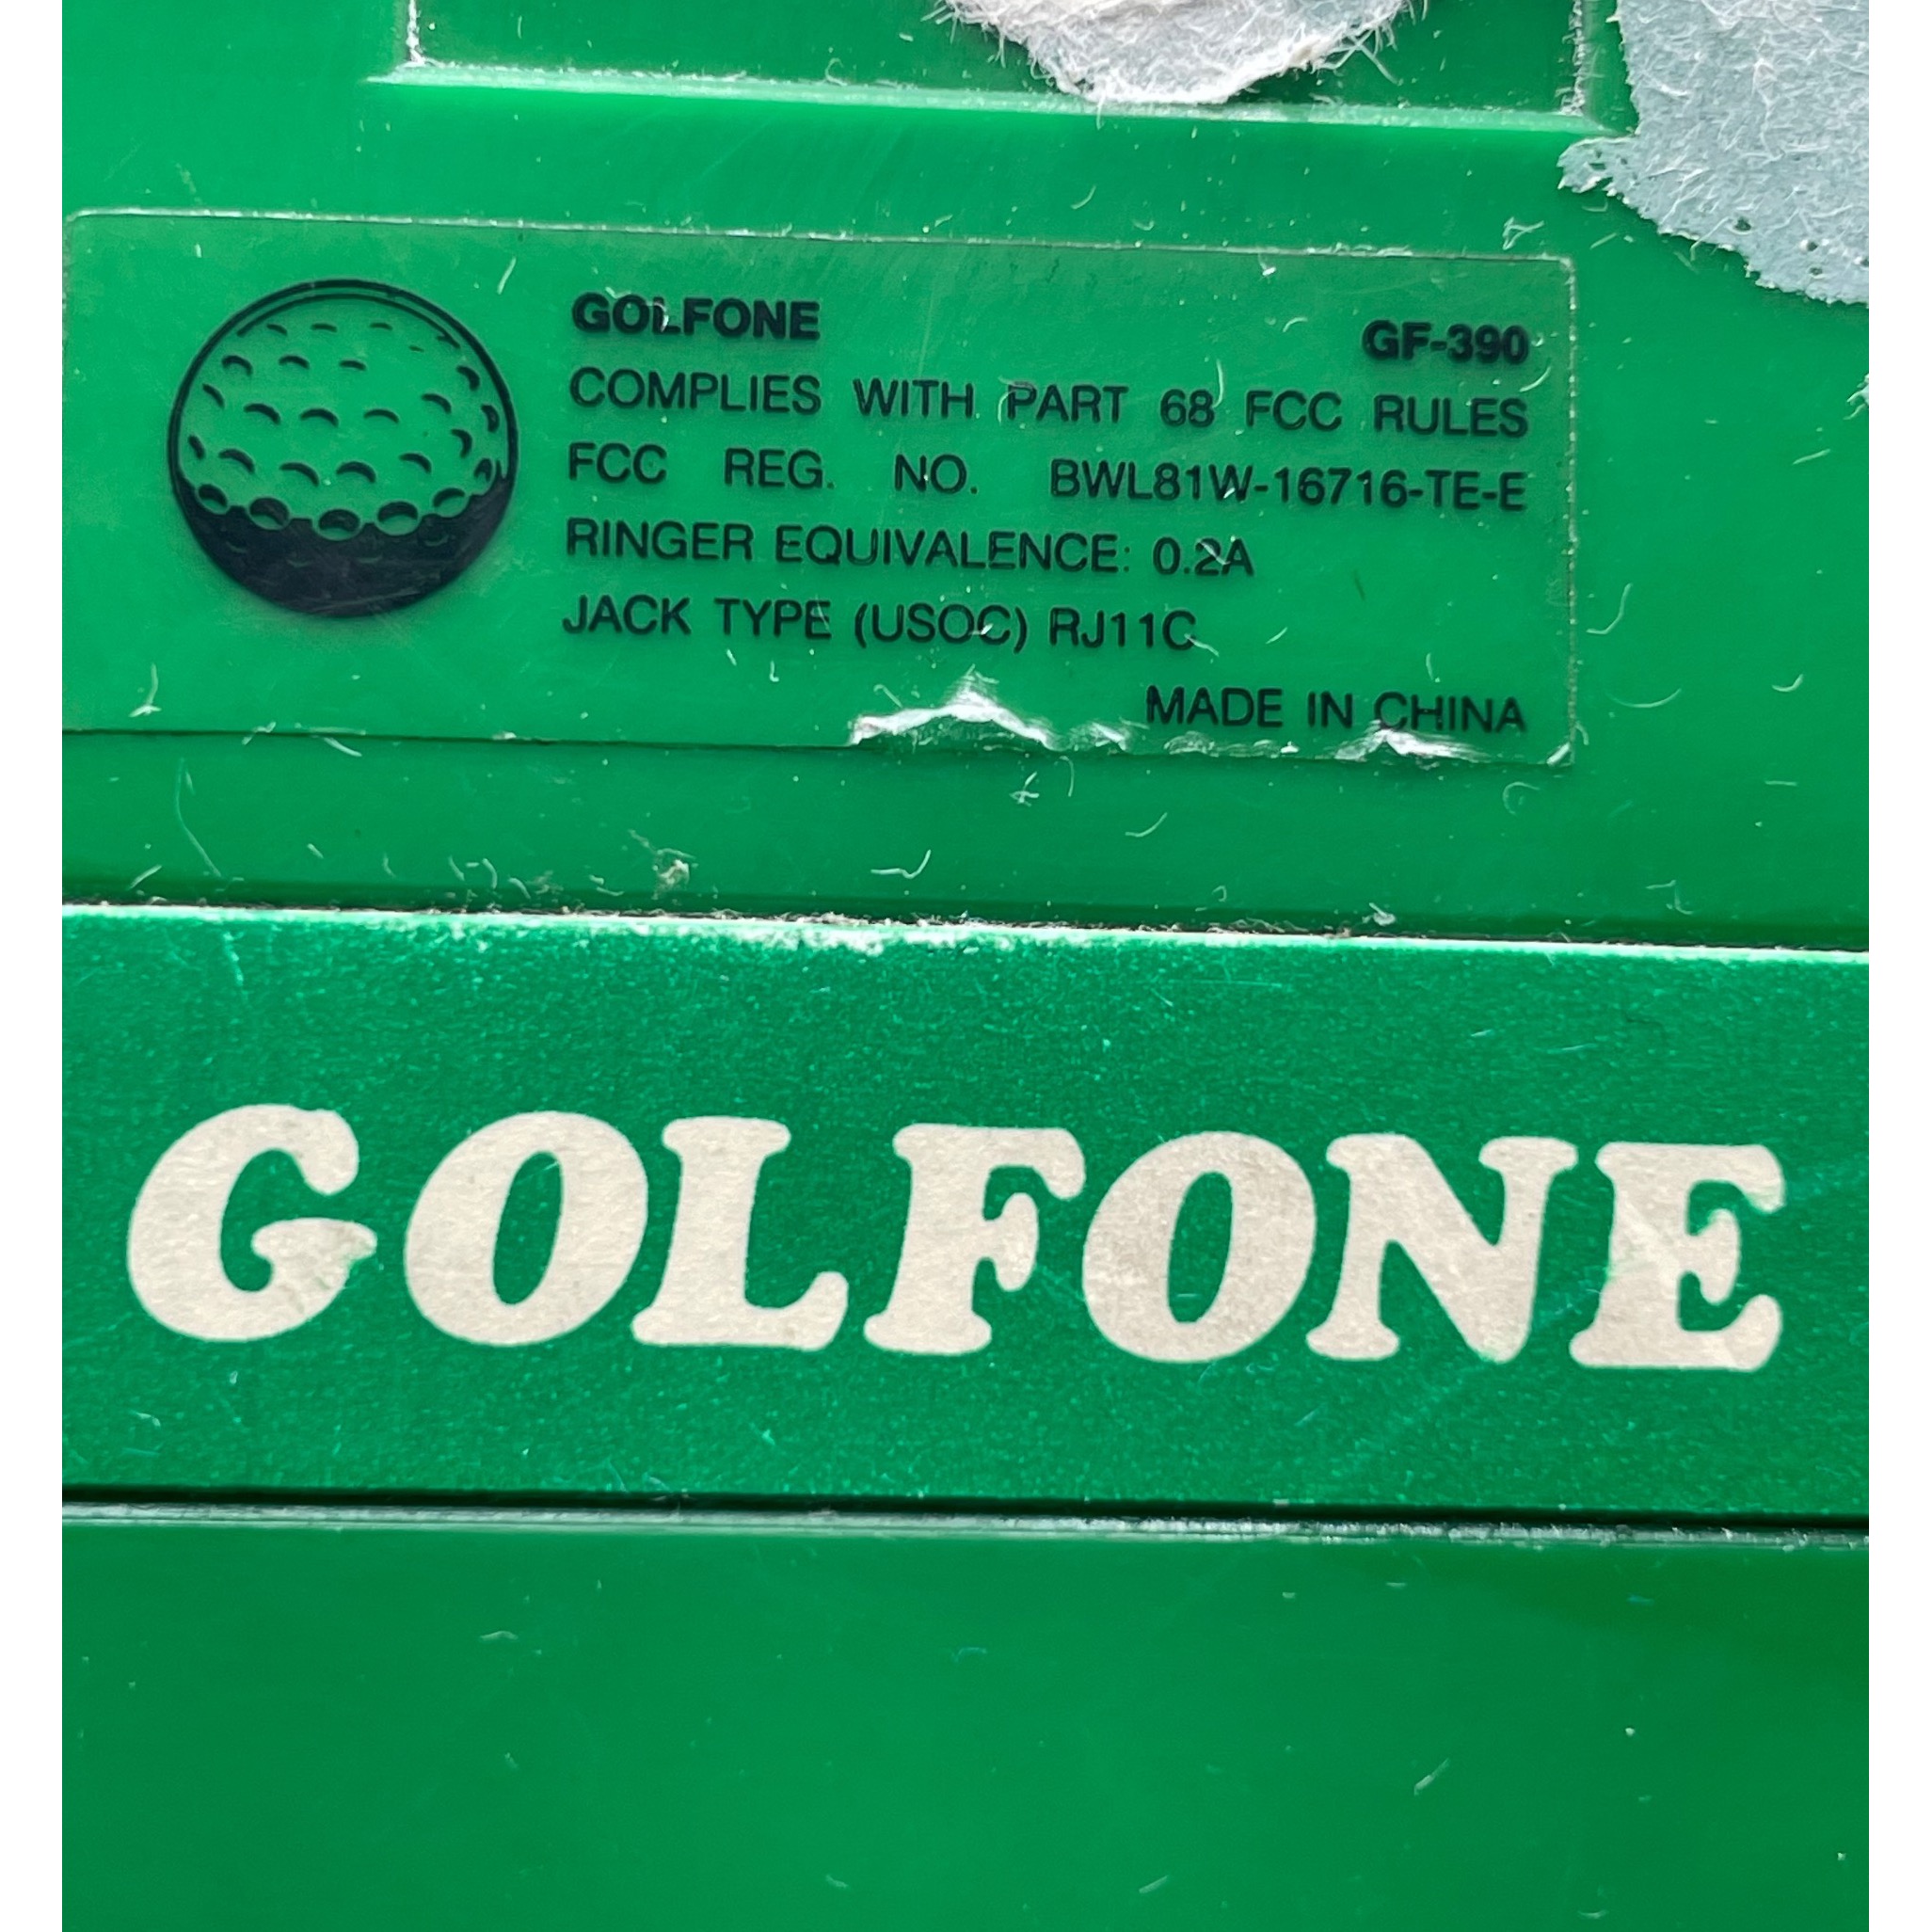 GOLFONE GF-390
COMPLIES WITH PART 68 FCC RULES
FCC REG. NO. BWL81W-16716-TE-E
RINGER EQUIVALENCE: 0.2A
JACK TYPE (USOC) RJ11C
MADE IN CHINA
GOLFONE